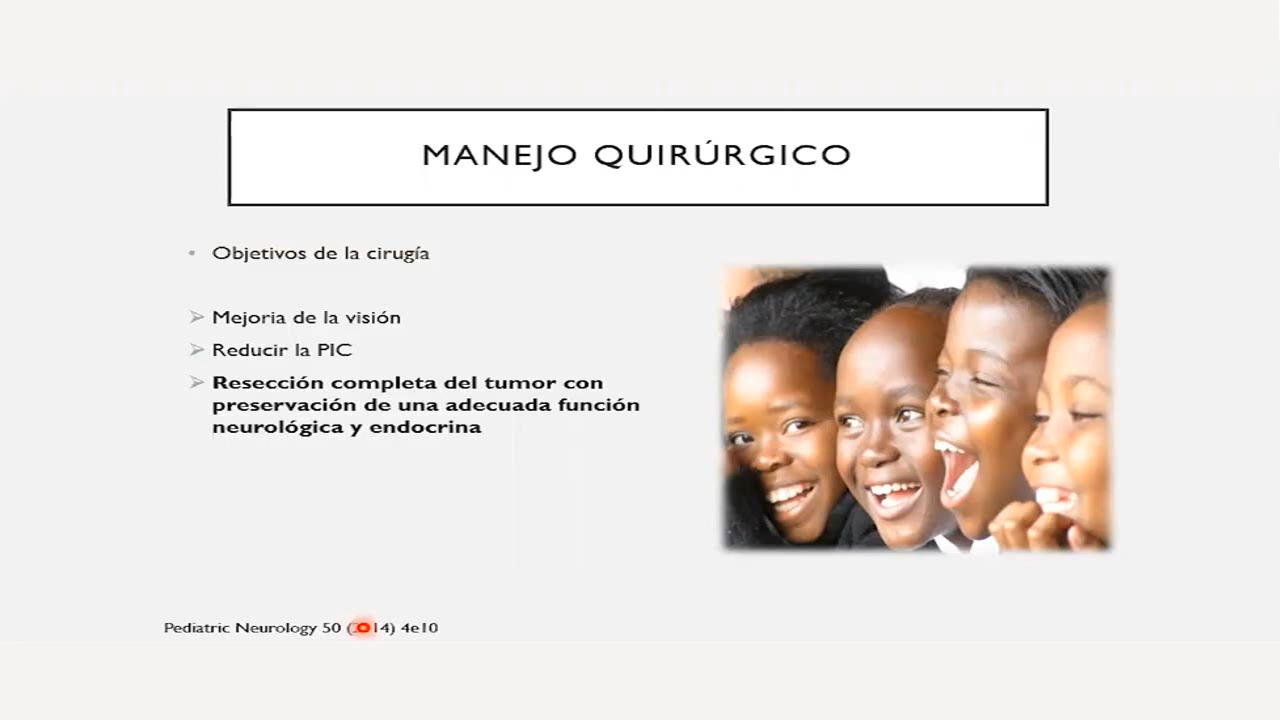 MANEJO QUIRÚRGICO
• Objetivos de la cirugía
➢ Mejoria de la visión
➢ Reducir la PIC
➢ Resección completa del tumor con
preservación de una adecuada función
neurológica y endocrina
Pediatric Neurology 50 (2014) 4e10